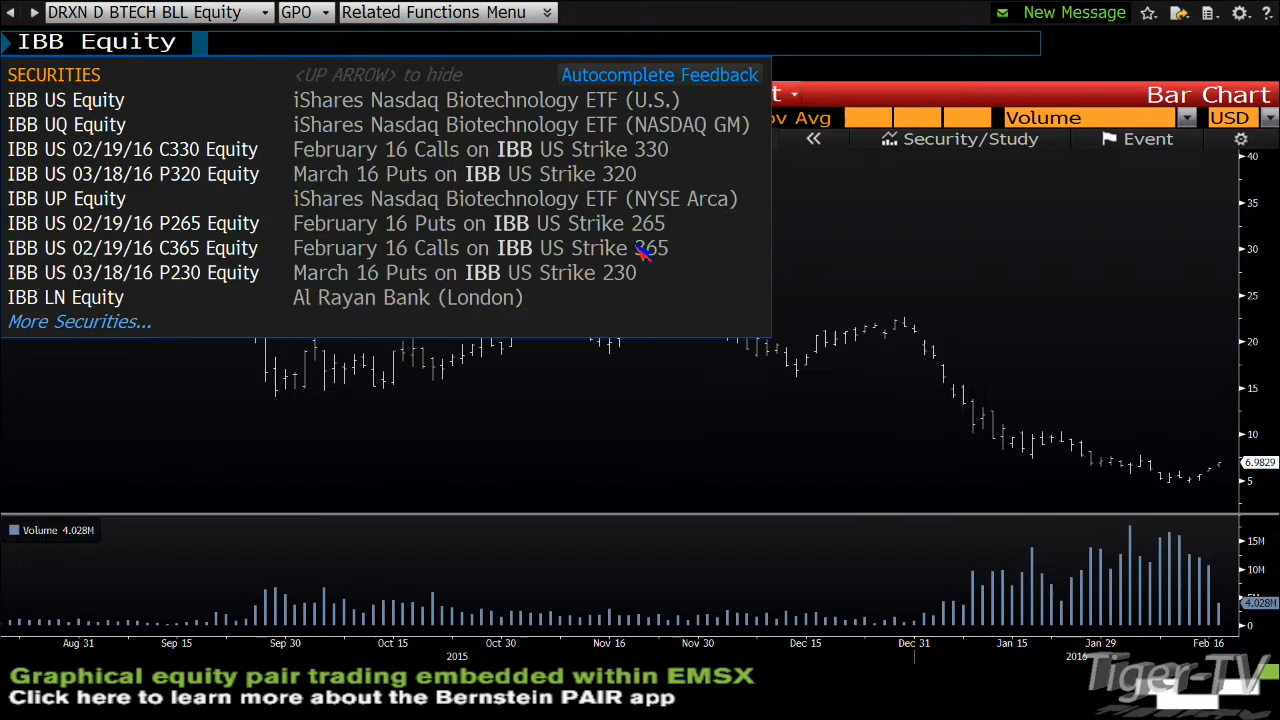 DRXN D BTECH BLL Equity GPO Related Functions Menu New Message
IBB Equity
SECURITIES <UP ARROW> to hide Autocomplete Feedback
IBB US Equity iShares Nasdaq Biotechnology ETF (U.S.)
IBB UQ Equity iShares Nasdaq Biotechnology ETF (NASDAQ GM)
IBB US 02/19/16 C330 Equity February 16 Calls on IBB US Strike 330
IBB US 03/18/16 P320 Equity March 16 Puts on IBB US Strike 320
IBB UP Equity iShares Nasdaq Biotechnology ETF (NYSE Arca)
IBB US 02/19/16 P265 Equity February 16 Puts on IBB US Strike 265
IBB US 02/19/16 C365 Equity February 16 Calls on IBB US Strike 365
IBB US 03/18/16 P230 Equity March 16 Puts on IBB US Strike 230
IBB LN Equity Al Rayan Bank (London)
More Securities...
Bar Chart
Avg Volume USD
Security/Study Event
40
35
30
25
20
15
10
6.9829
5
Volume 4.028M
15M
10M
4.028M
0
Aug 31 Sep 15 Sep 30 Oct 15 Oct 30 Nov 16 Nov 30 Dec 15 Dec 31 Jan 15 Jan 29 Feb 16
2015 2016
Graphical equity pair trading embedded within EMSX
Click here to learn more about the Bernstein PAIR app
Tiger-TV